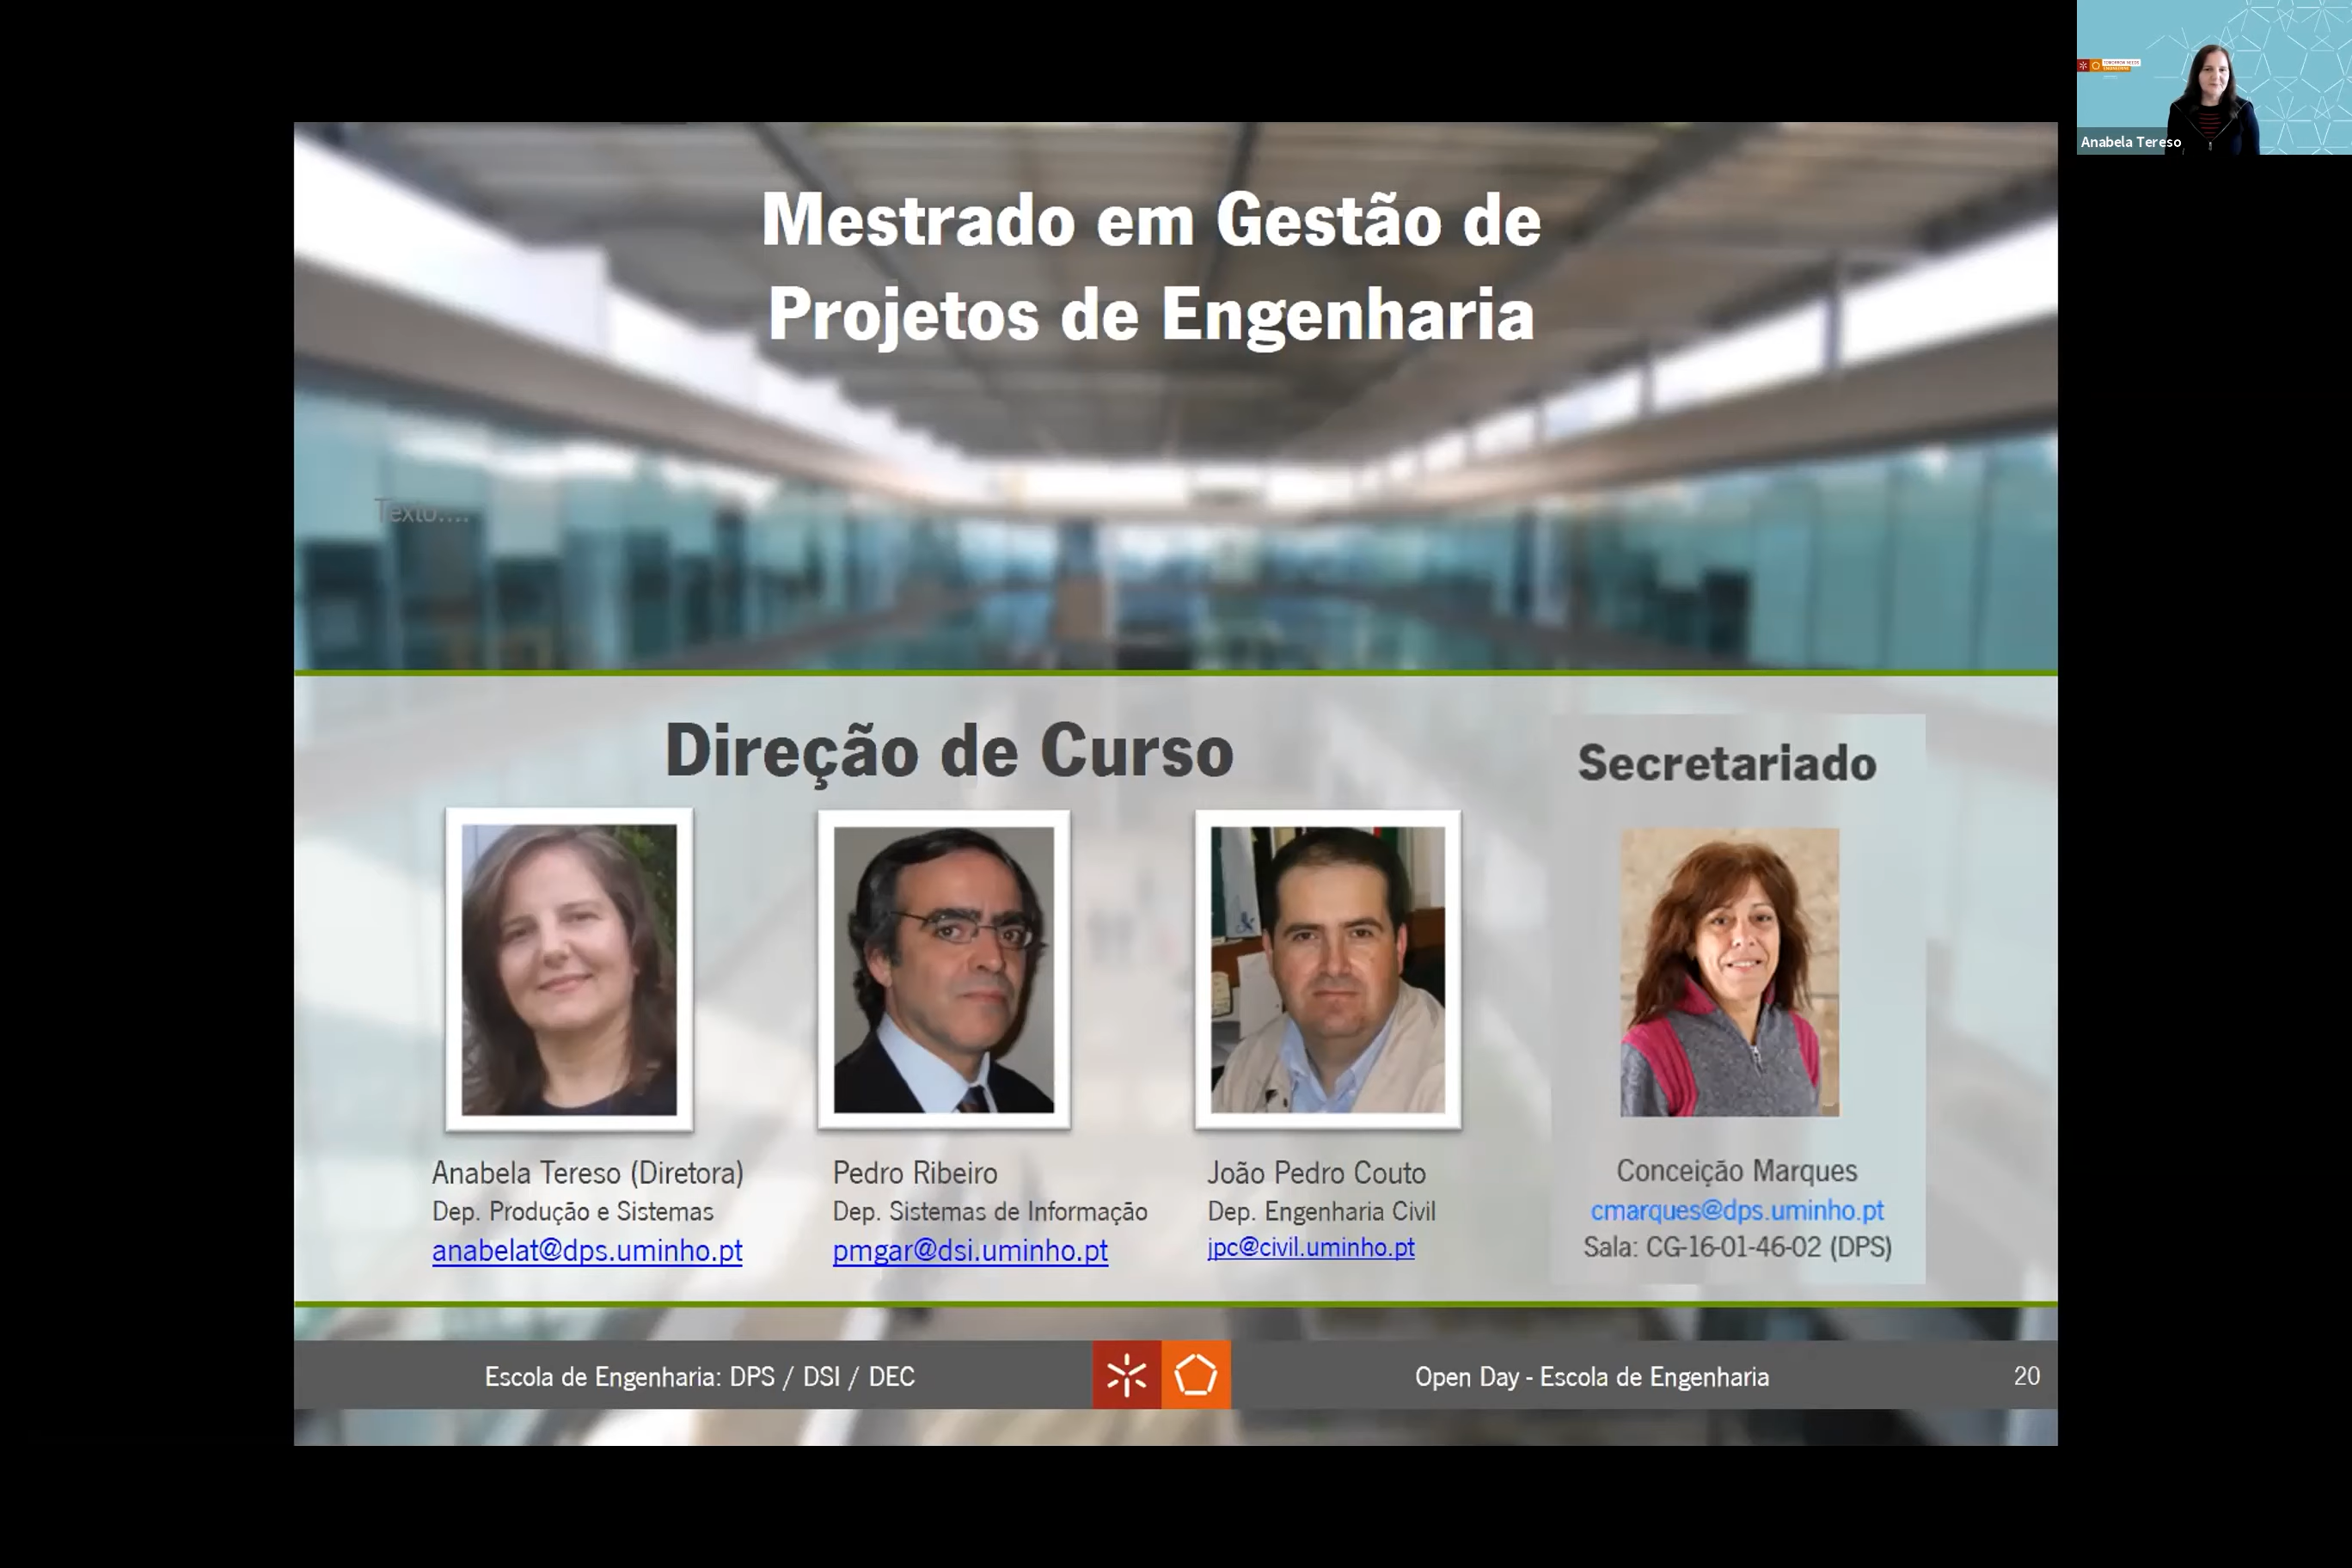 Anabela Tereso
Mestrado em Gestão de
Projetos de Engenharia
Texto....
Direção de Curso
Secretariado
Anabela Tereso (Diretora)
Dep. Produção e Sistemas
anabelat@dps.uminho.pt
Pedro Ribeiro
Dep. Sistemas de Informação
pmgar@dsi.uminho.pt
João Pedro Couto
Dep. Engenharia Civil
jpc@civil.uminho.pt
Conceição Marques
cmarques@dps.uminho.pt
Sala: CG-16-01-46-02 (DPS)
Escola de Engenharia: DPS / DSI / DEC
Open Day - Escola de Engenharia
20